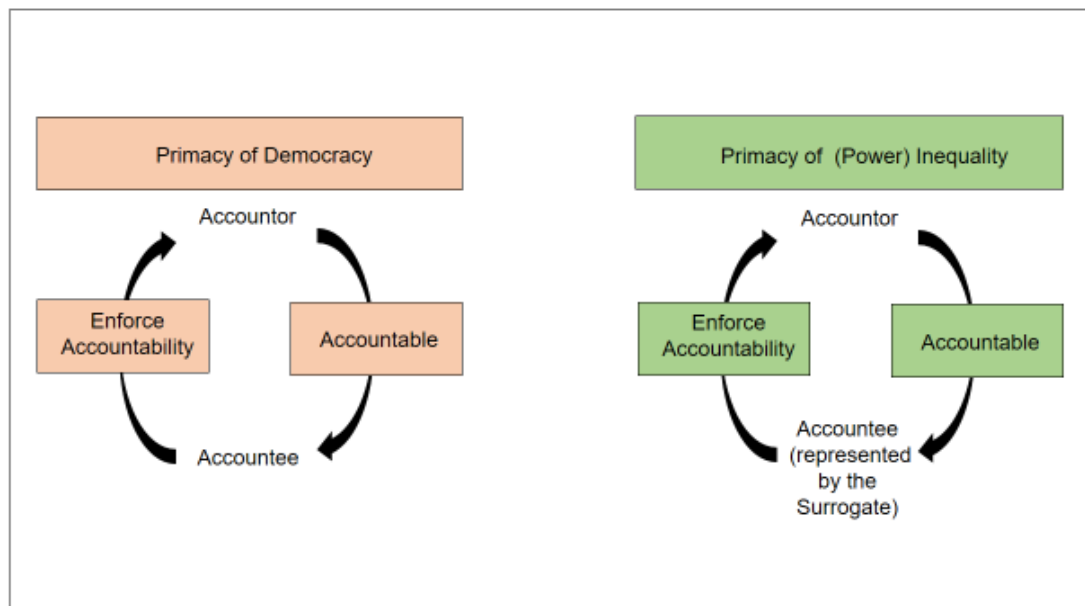 Primacy of Democracy
Accountor
Enforce
Accountability
Accountable
Accountee
Primacy of (Power) Inequality
Accountor
Enforce
Accountability
Accountable
Accountee
(represented
by the
Surrogate)